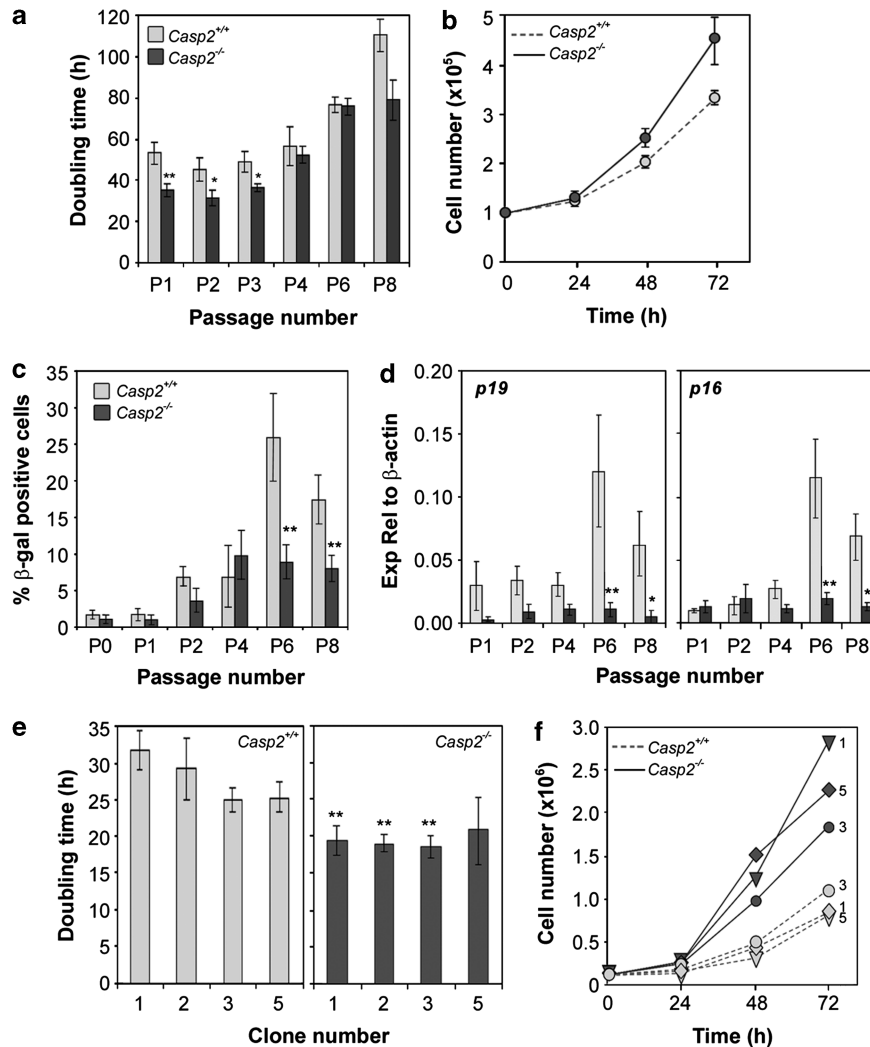 a
Casp2+/+
Casp2-/-
Doubling time (h)
120
100
80
60
40
20
0
** * *
P1 P2 P3 P4 P6 P8
Passage number
b
Casp2+/+
Casp2-/-
Cell number (x10⁵)
5
4
3
2
1
0
0 24 48 72
Time (h)
c
Casp2+/+
Casp2-/-
% β-gal positive cells
35
30
25
20
15
10
5
0
** **
P0 P1 P2 P4 P6 P8
Passage number
d
p19
p16
Exp Rel to β-actin
0.20
0.15
0.10
0.05
0.00
** * ** *
P1 P2 P4 P6 P8 P1 P2 P4 P6 P8
Passage number
e
Casp2+/+
Casp2-/-
Doubling time (h)
35
30
25
20
15
10
5
0
** ** **
1 2 3 5 1 2 3 5
Clone number
f
Casp2+/+
Casp2-/-
Cell number (x10⁶)
3.0
2.5
2.0
1.5
1.0
0.5
0
1
5
3
3
1
5
0 24 48 72
Time (h)